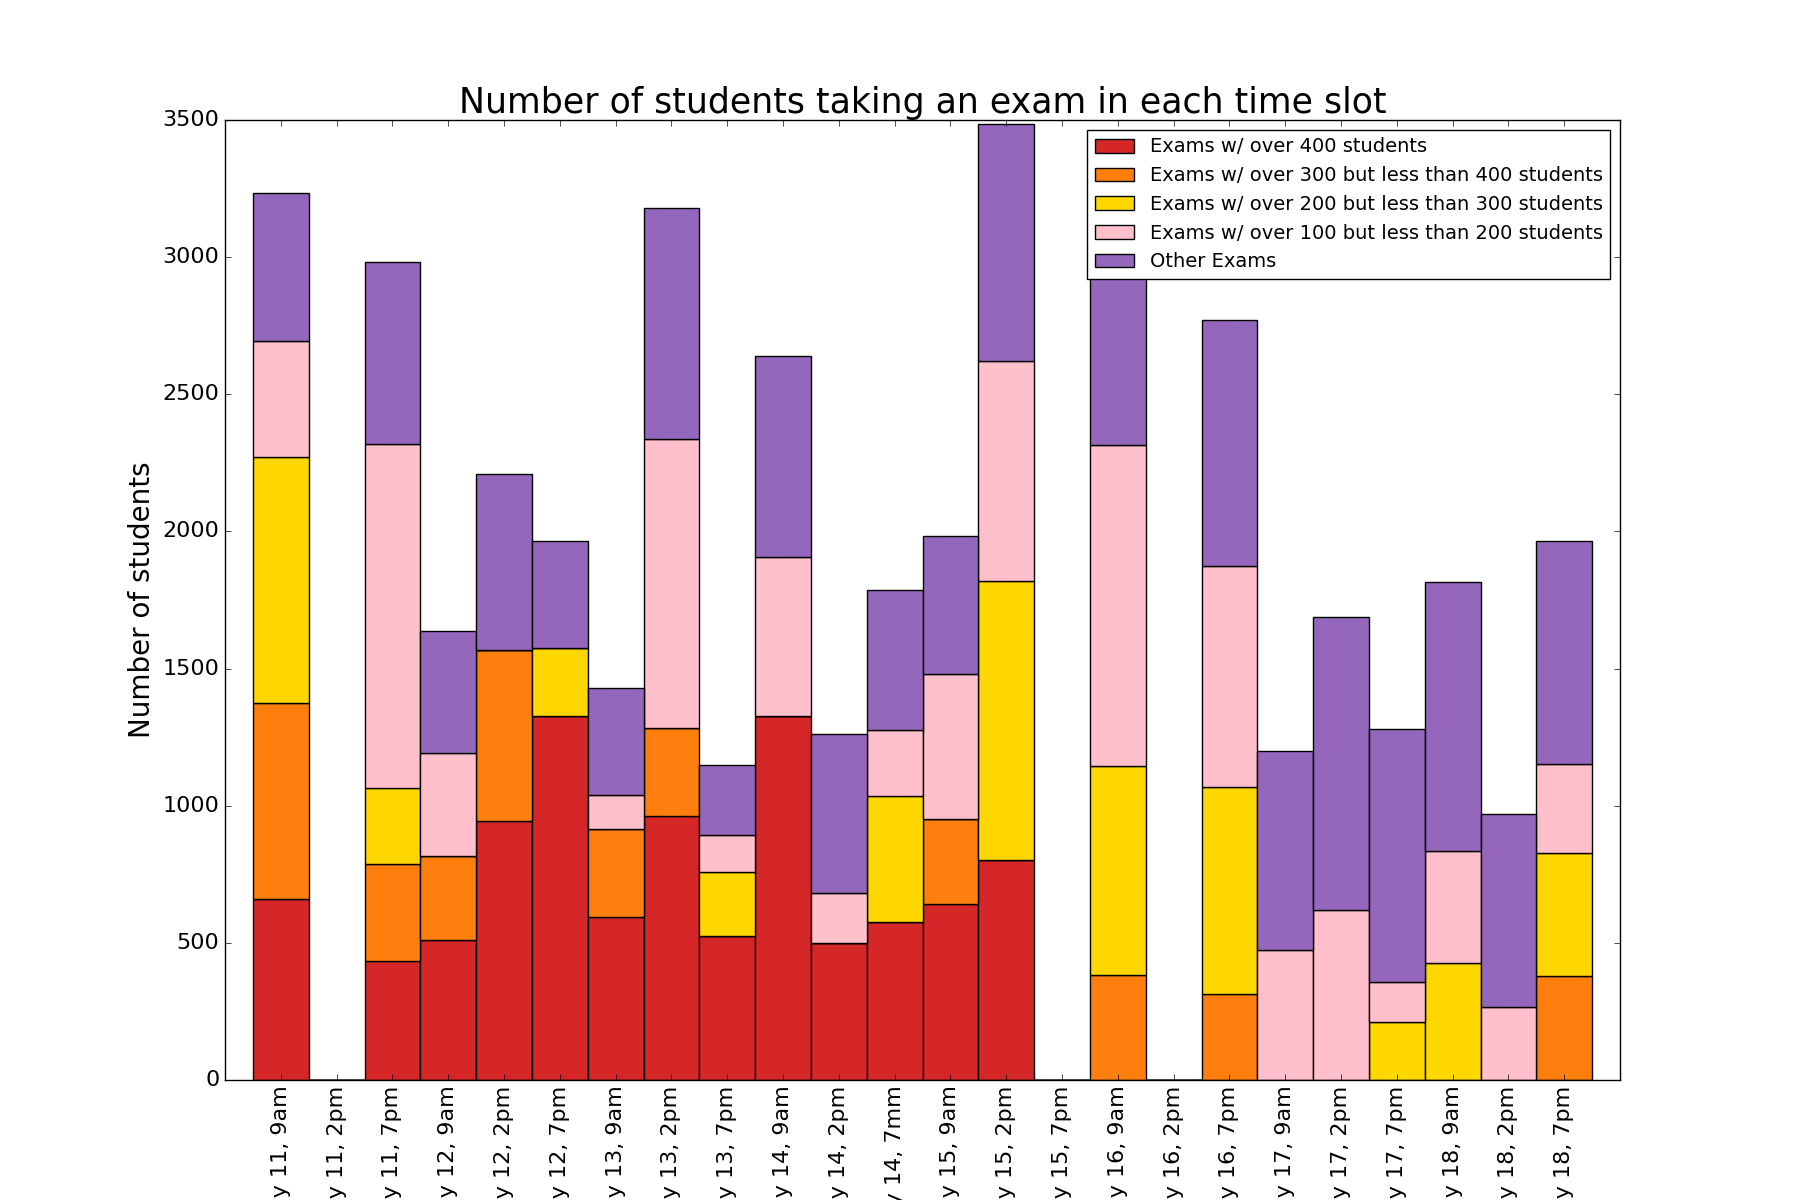 Number of students taking an exam in each time slot
Number of students
3500
3000
2500
2000
1500
1000
500
0
Exams w/ over 400 students
Exams w/ over 300 but less than 400 students
Exams w/ over 200 but less than 300 students
Exams w/ over 100 but less than 200 students
Other Exams
y 11, 9am
y 11, 2pm
y 11, 7pm
y 12, 9am
y 12, 2pm
y 12, 7pm
y 13, 9am
y 13, 2pm
y 13, 7pm
y 14, 9am
y 14, 2pm
y 14, 7mm
y 15, 9am
y 15, 2pm
y 15, 7pm
y 16, 9am
y 16, 2pm
y 16, 7pm
y 17, 9am
y 17, 2pm
y 17, 7pm
y 18, 9am
y 18, 2pm
y 18, 7pm